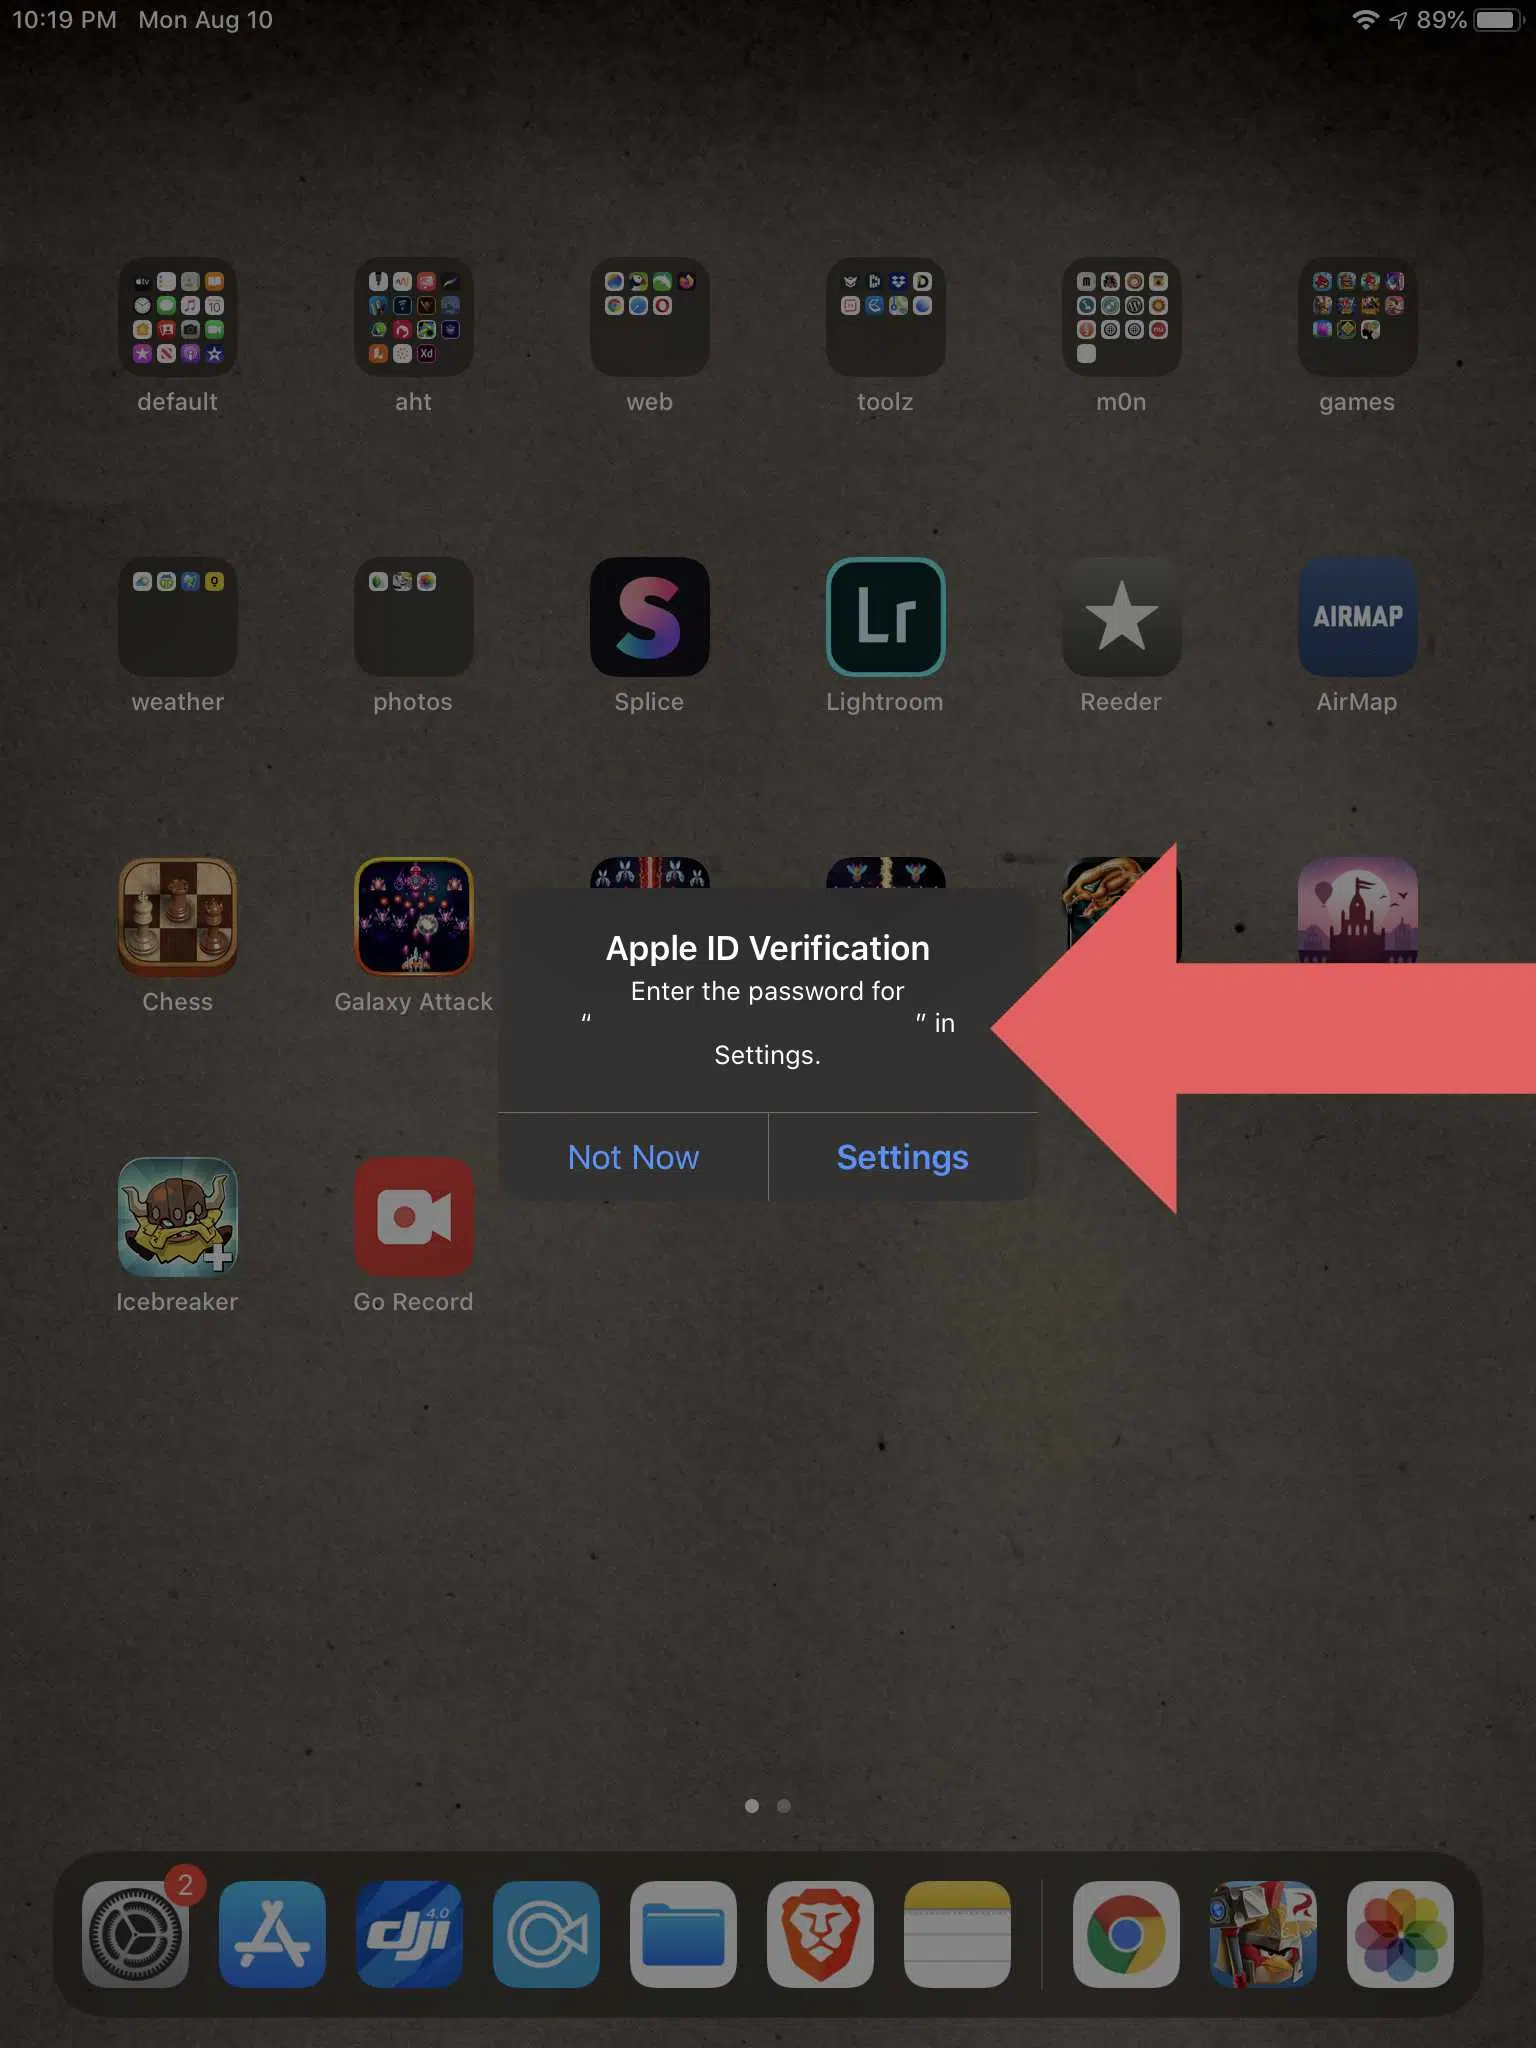 10:19 PM Mon Aug 10
89%
default
aht
web
toolz
m0n
games
weather
photos
Splice
Lr
Lightroom
Reeder
AIRMAP
AirMap
Chess
Galaxy Attack
Apple ID Verification
Enter the password for
“ ” in
Settings.
Not Now
Settings
Icebreaker
Go Record
2
dji 4.0